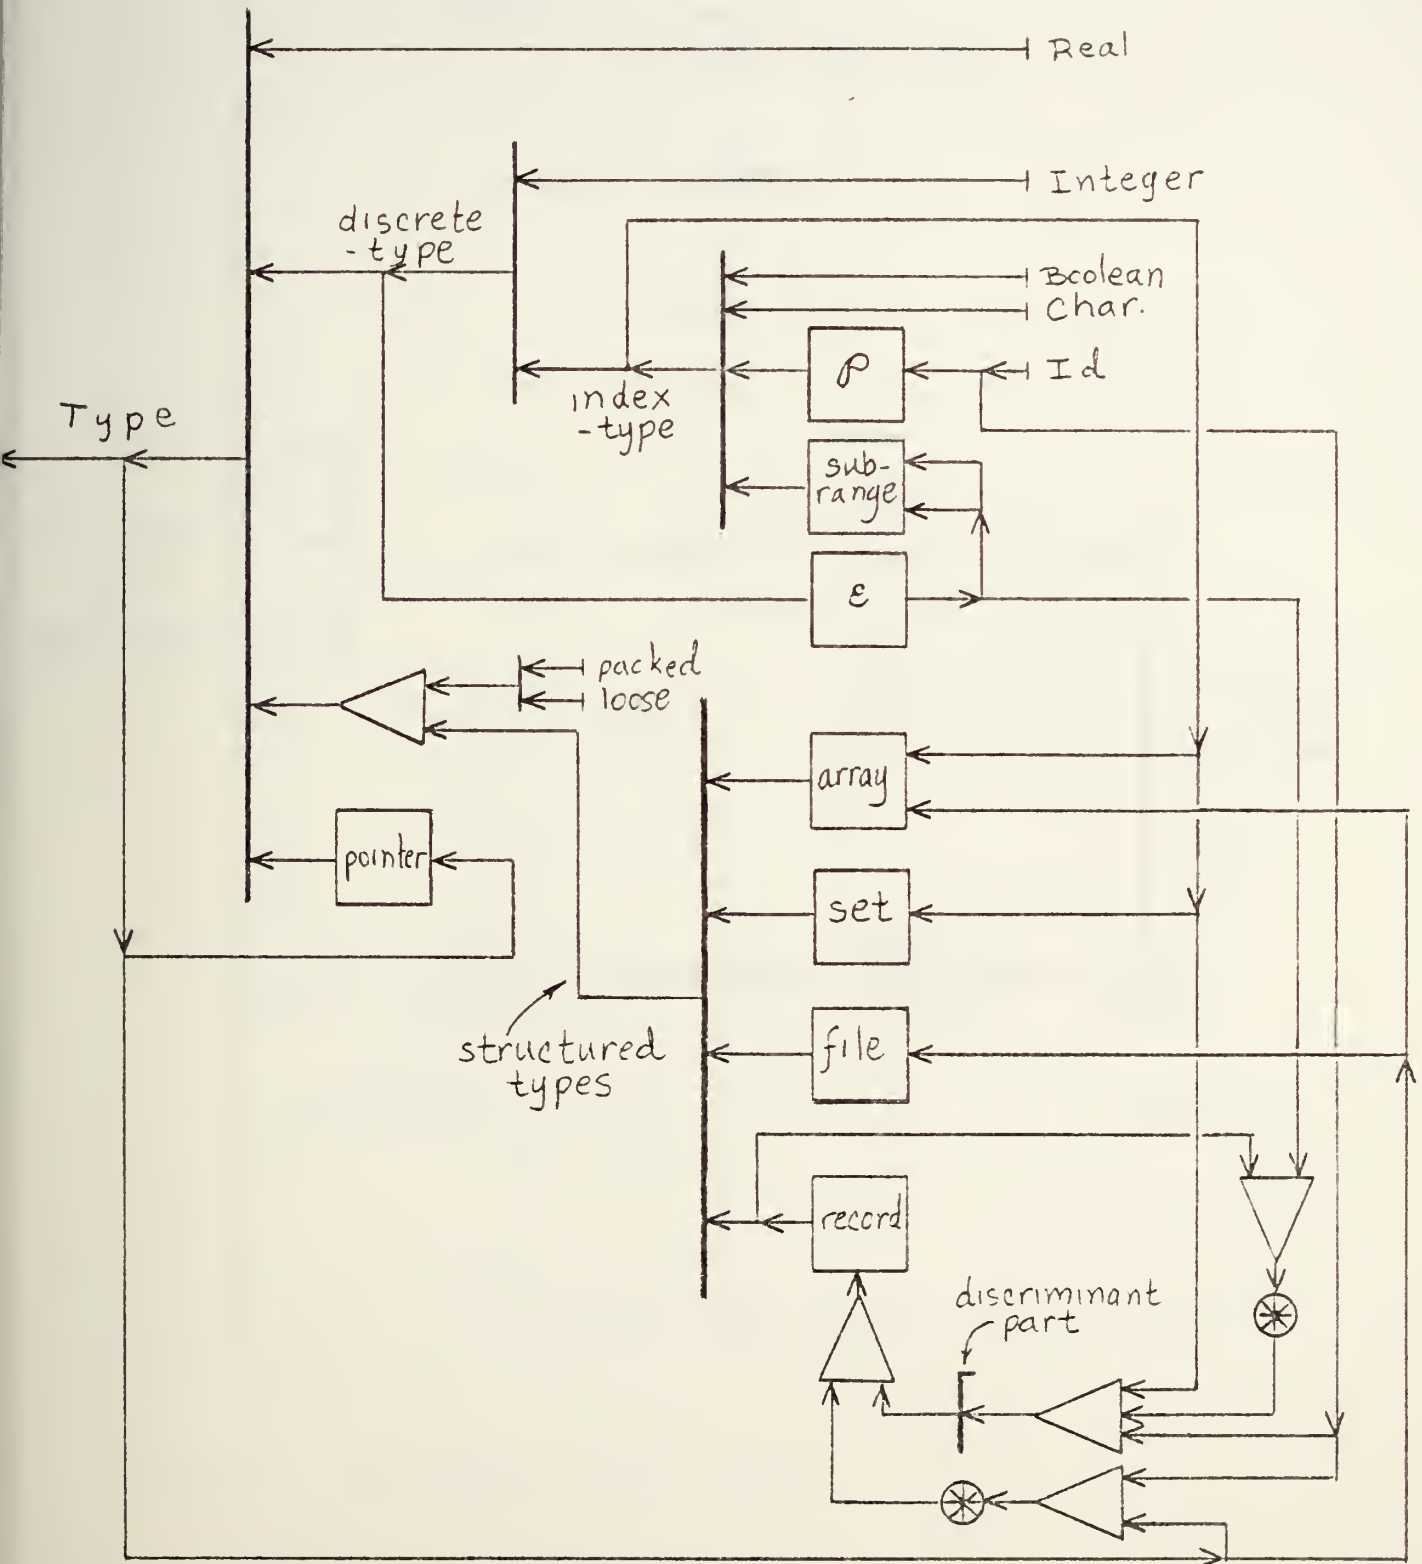 Real
Integer
discrete
-type
Boolean
Char.
℘
Id
index
-type
Type
sub-
range
ε
packed
loose
array
pointer
set
structured
types
file
record
discriminant
part